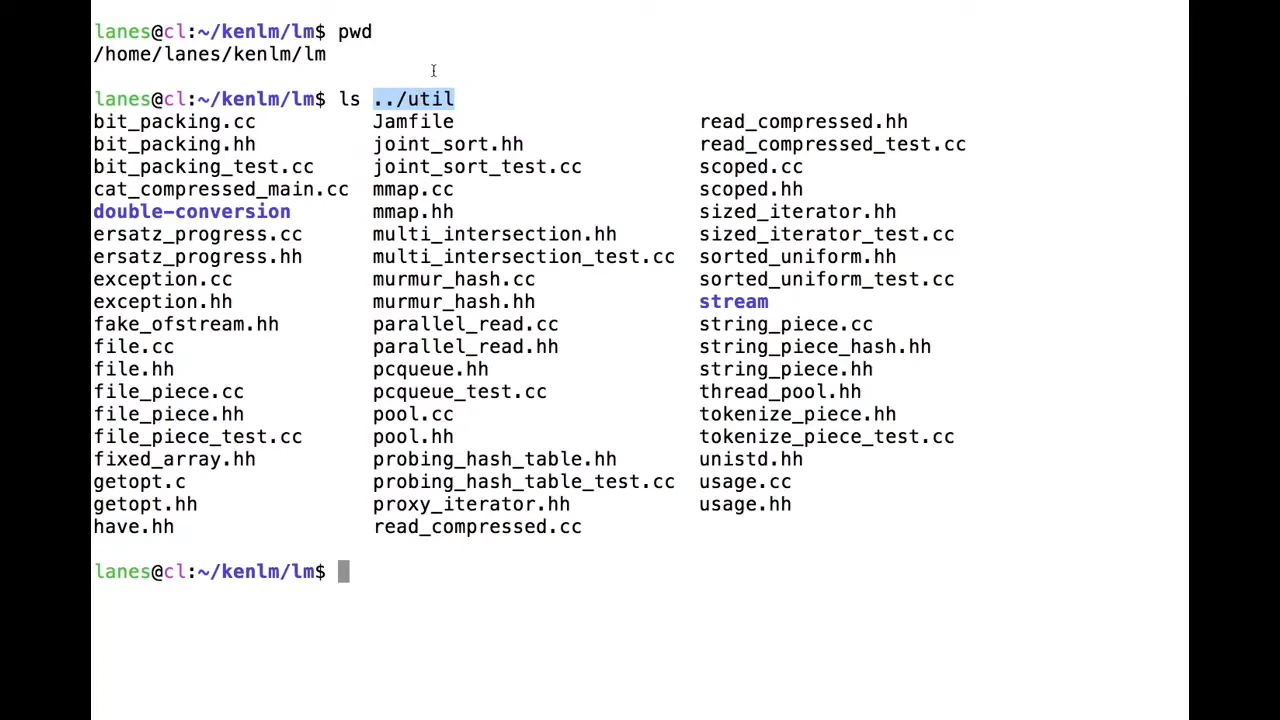 lanes@cl:~/kenlm/lm$ pwd
/home/lanes/kenlm/lm
lanes@cl:~/kenlm/lm$ ls ../util
bit_packing.cc Jamfile read_compressed.hh
bit_packing.hh joint_sort.hh read_compressed_test.cc
bit_packing_test.cc joint_sort_test.cc scoped.cc
cat_compressed_main.cc mmap.cc scoped.hh
double-conversion mmap.hh sized_iterator.hh
ersatz_progress.cc multi_intersection.hh sized_iterator_test.cc
ersatz_progress.hh multi_intersection_test.cc sorted_uniform.hh
exception.cc murmur_hash.cc sorted_uniform_test.cc
exception.hh murmur_hash.hh stream
fake_ofstream.hh parallel_read.cc string_piece.cc
file.cc parallel_read.hh string_piece_hash.hh
file.hh pcqueue.hh string_piece.hh
file_piece.cc pcqueue_test.cc thread_pool.hh
file_piece.hh pool.cc tokenize_piece.hh
file_piece_test.cc pool.hh tokenize_piece_test.cc
fixed_array.hh probing_hash_table.hh unistd.hh
getopt.c probing_hash_table_test.cc usage.cc
getopt.hh proxy_iterator.hh usage.hh
have.hh read_compressed.cc
lanes@cl:~/kenlm/lm$